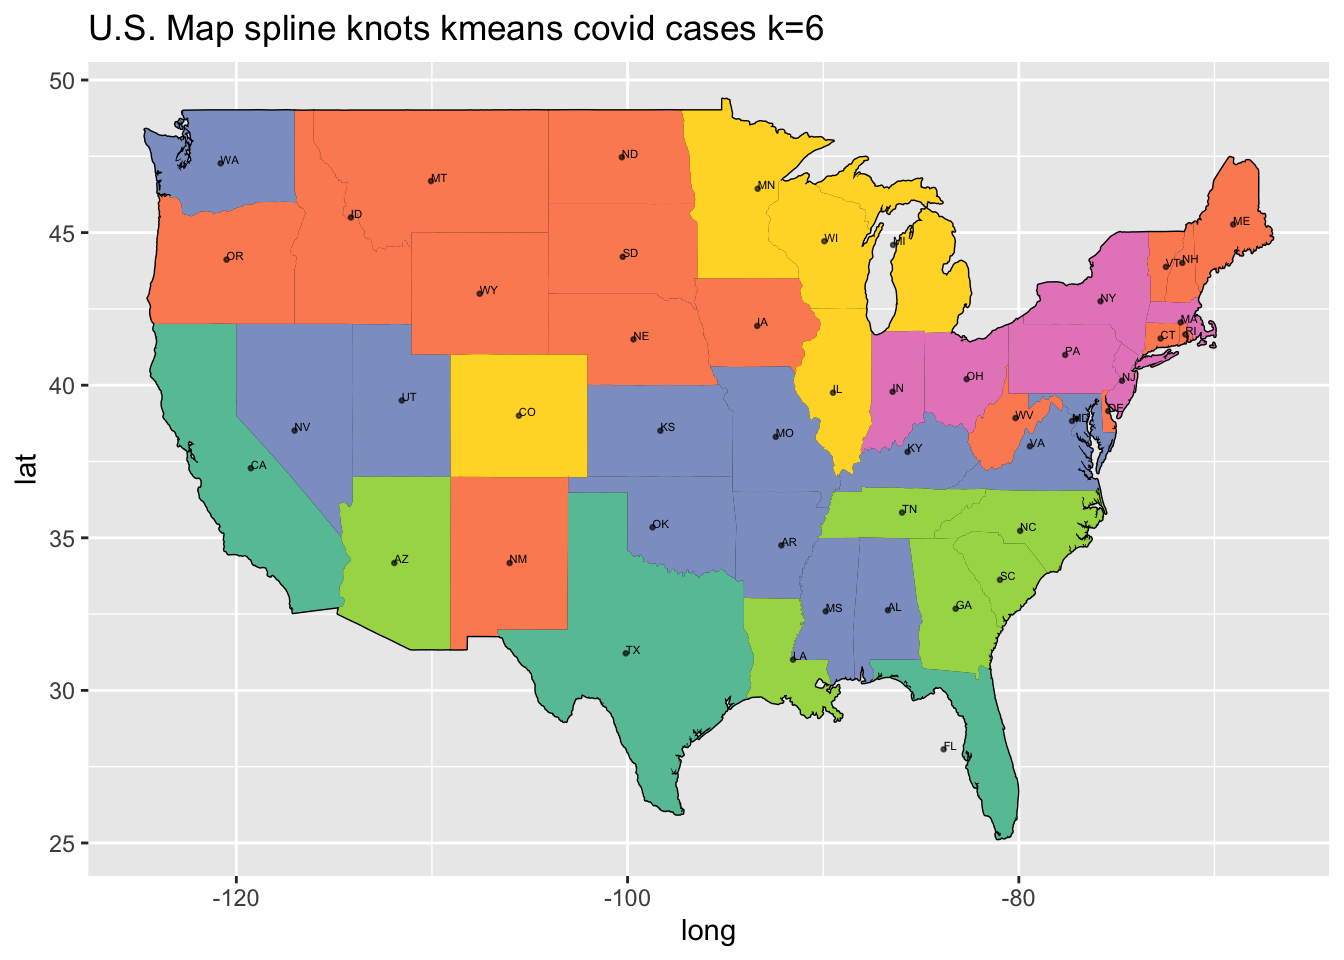 U.S. Map spline knots kmeans covid cases k=6
50
45
40
35
30
25
lat
WA
MT
ND
MN
ID
OR
SD
WI
MI
ME
VT
NH
WY
NY
NE
IA
MA
RI
CT
PA
NV
UT
CO
IL
IN
OH
NJ
DE
KS
MO
KY
WV
MD
VA
CA
OK
AR
TN
NC
AZ
NM
SC
GA
MS
AL
TX
LA
FL
-120
-100
-80
long